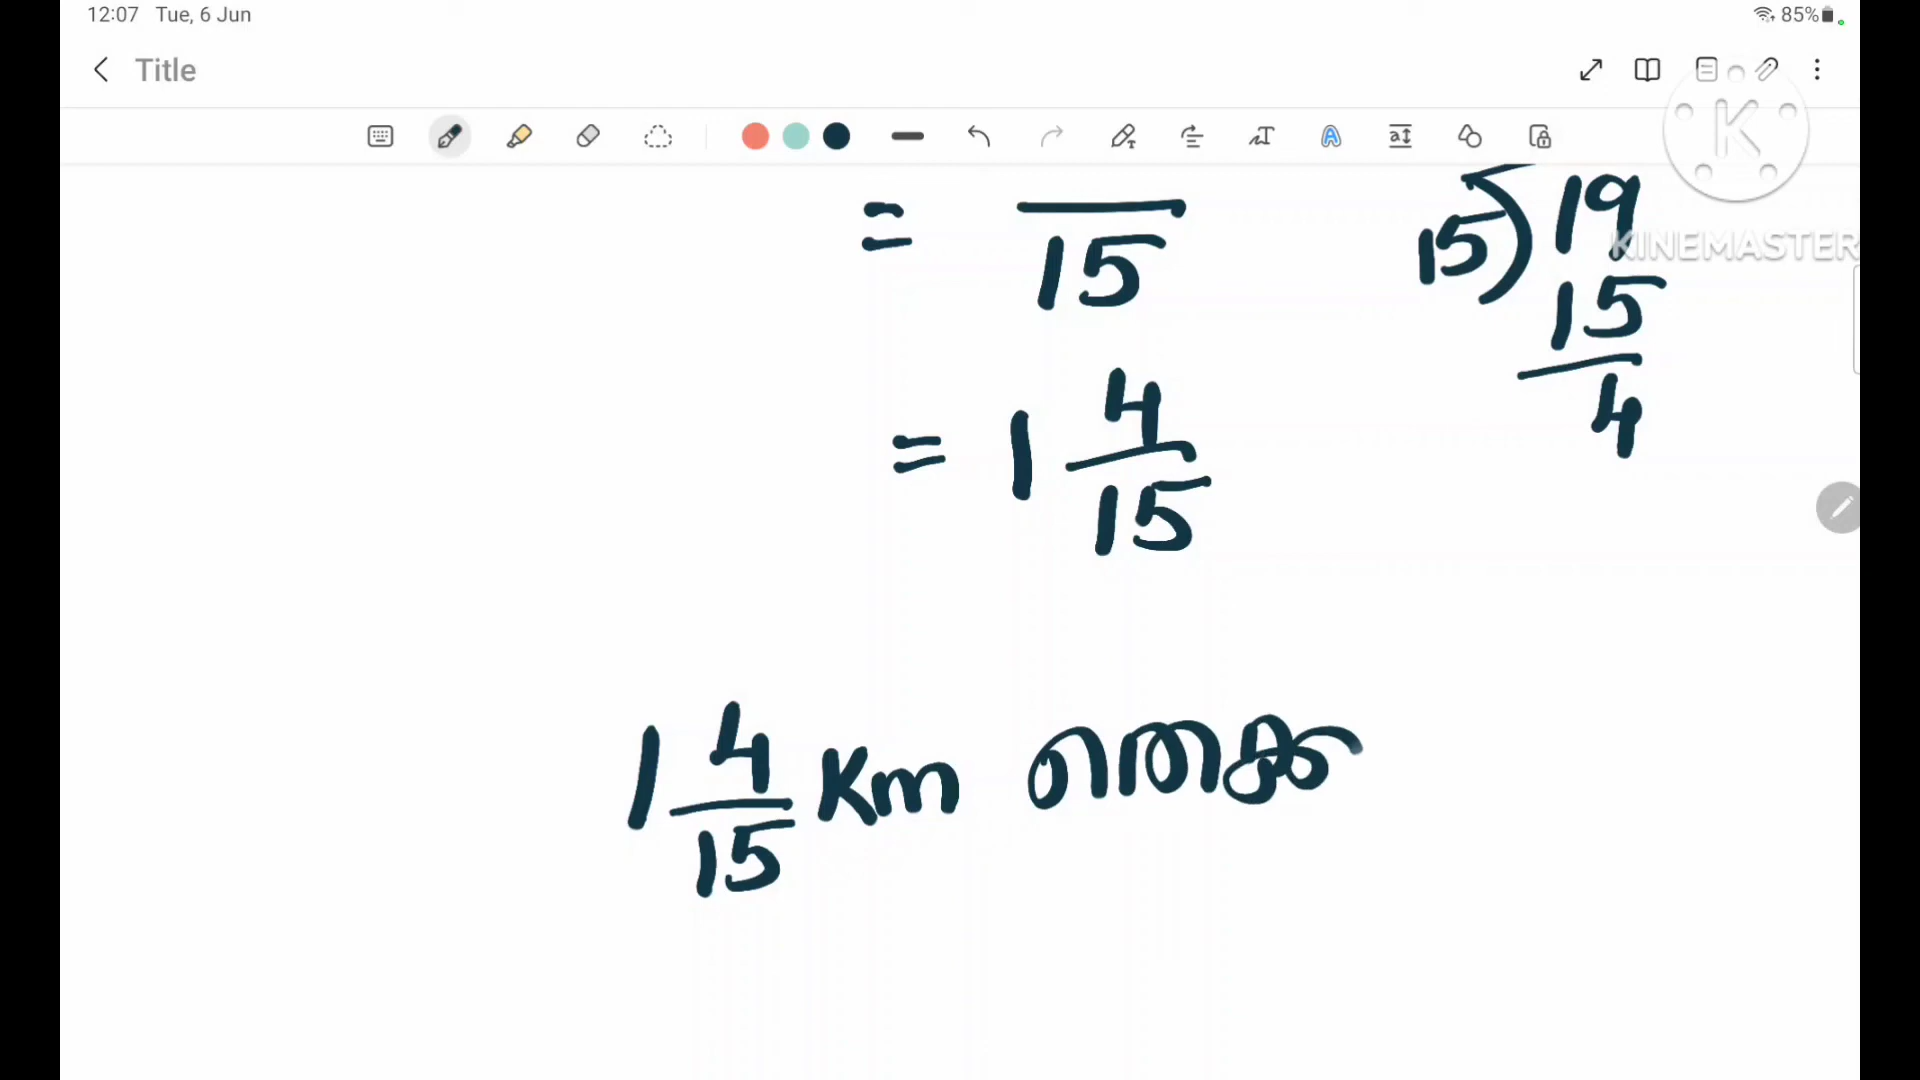 12:07 Tue, 6 Jun 85%
Title
K
KINEMASTER
= —/15
15) 19
15
4
= 1 4/15
1 4/15 Km